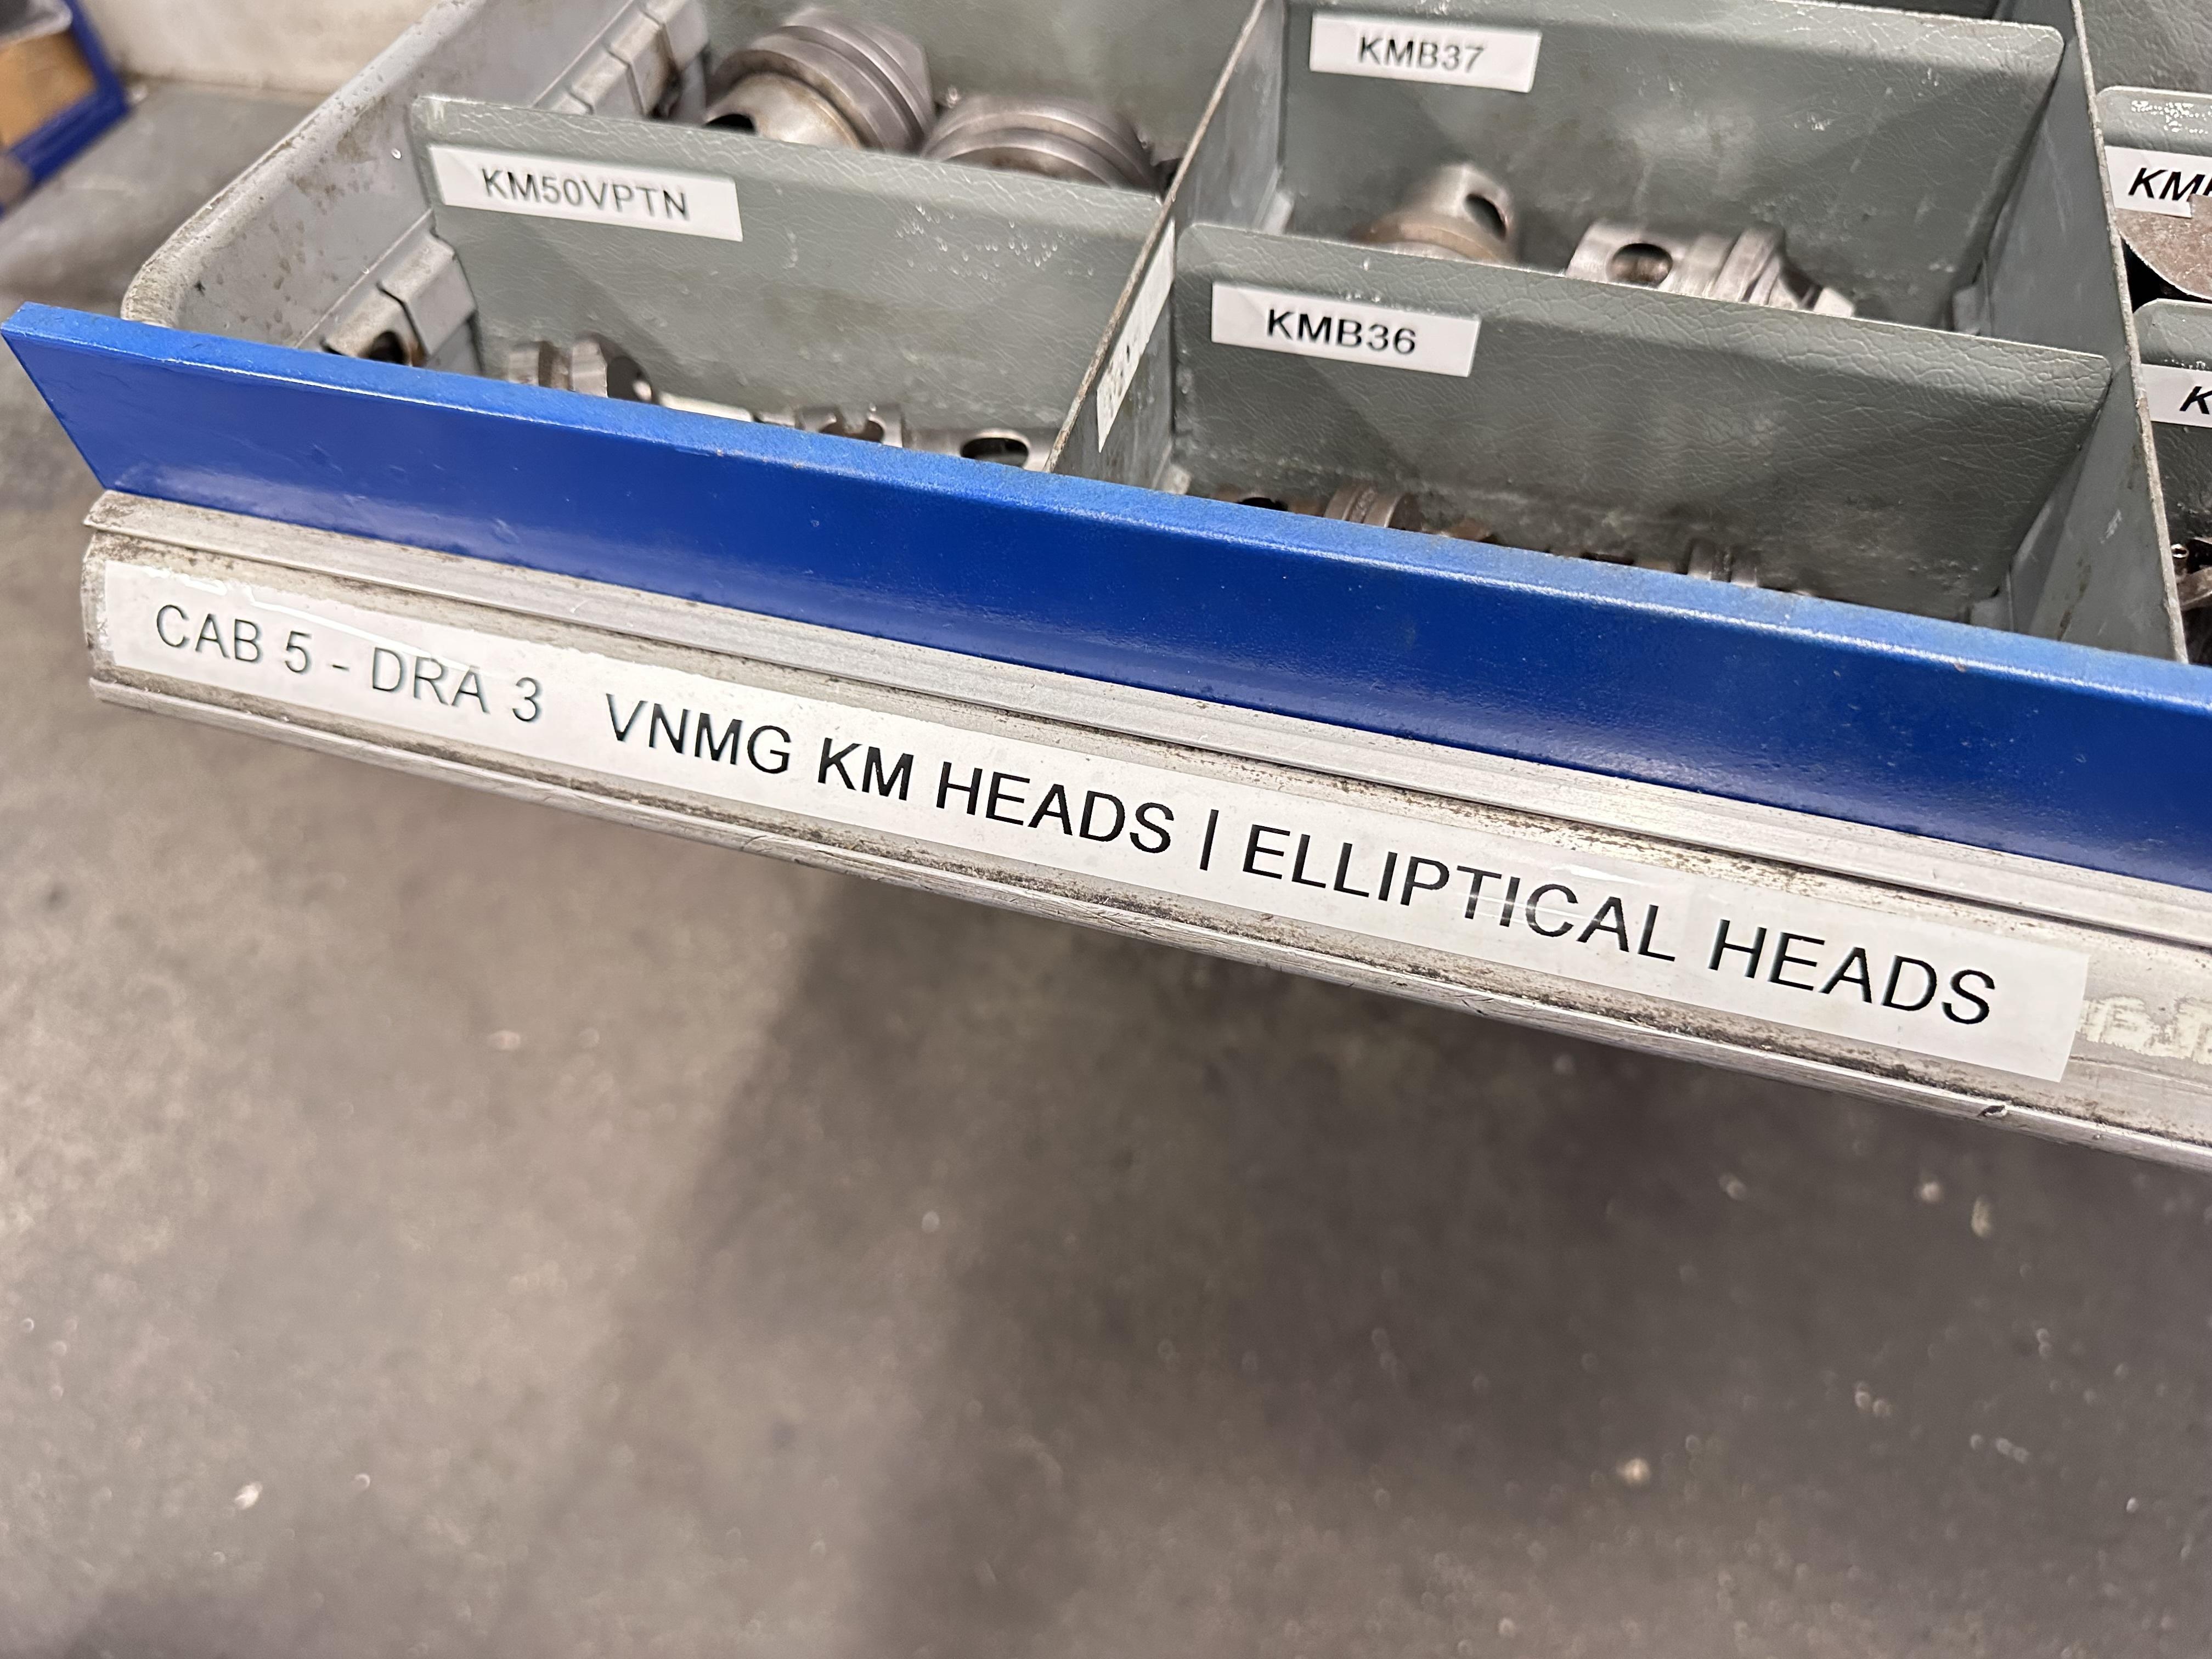 KMB37
KM50VPTN
KMB36
CAB 5 - DRA 3 VNMG KM HEADS | ELLIPTICAL HEADS